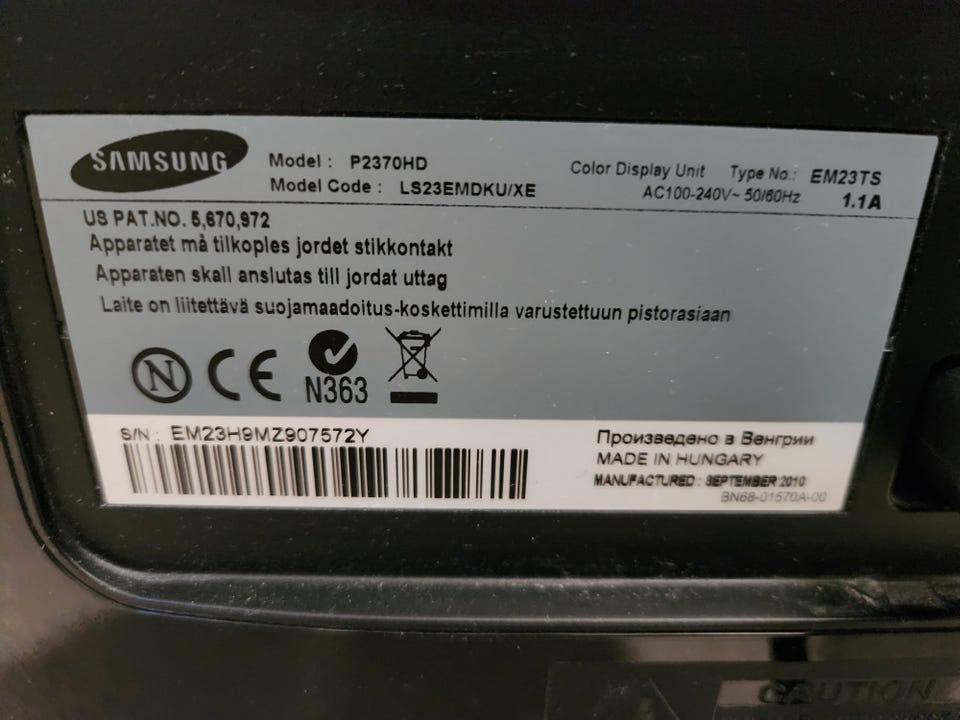 SAMSUNG
Model : P2370HD
Model Code : LS23EMDKU/XE
Color Display Unit Type No.: EM23TS
AC100-240V~ 50/60Hz 1.1A
US PAT.NO. 5,670,972
Apparatet må tilkoples jordet stikkontakt
Apparaten skall anslutas till jordat uttag
Laite on liitettävä suojamaadoitus-koskettimilla varustettuun pistorasiaan
N CE N363
S/N : EM23H9MZ907572Y
Произведено в Венгрии
MADE IN HUNGARY
MANUFACTURED : SEPTEMBER 2010
BN68-01570A-00
CAUTION